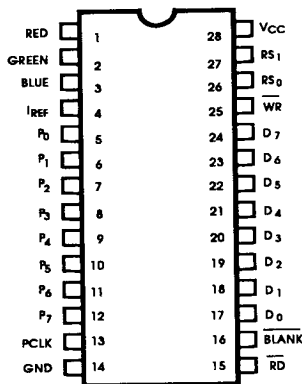 RED 1 28 VCC
GREEN 2 27 RS1
BLUE 3 26 RS0
IREF 4 25 WR
P0 5 24 D7
P1 6 23 D6
P2 7 22 D5
P3 8 21 D4
P4 9 20 D3
P5 10 19 D2
P6 11 18 D1
P7 12 17 D0
PCLK 13 16 BLANK
GND 14 15 RD